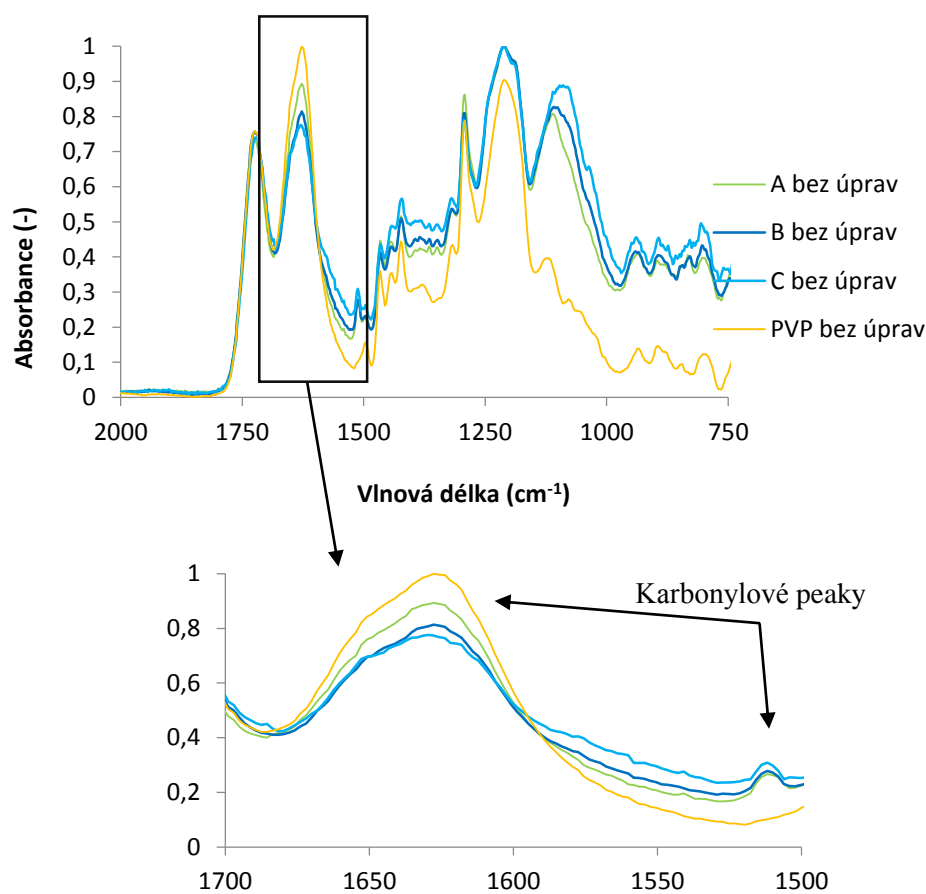 1
0,9
0,8
0,7
0,6
0,5
0,4
0,3
0,2
0,1
0
Absorbance (-)
2000 1750 1500 1250 1000 750
Vlnová délka (cm⁻¹)
A bez úprav
B bez úprav
C bez úprav
PVP bez úprav
Karbonylové peaky
1
0,8
0,6
0,4
0,2
0
1700 1650 1600 1550 1500